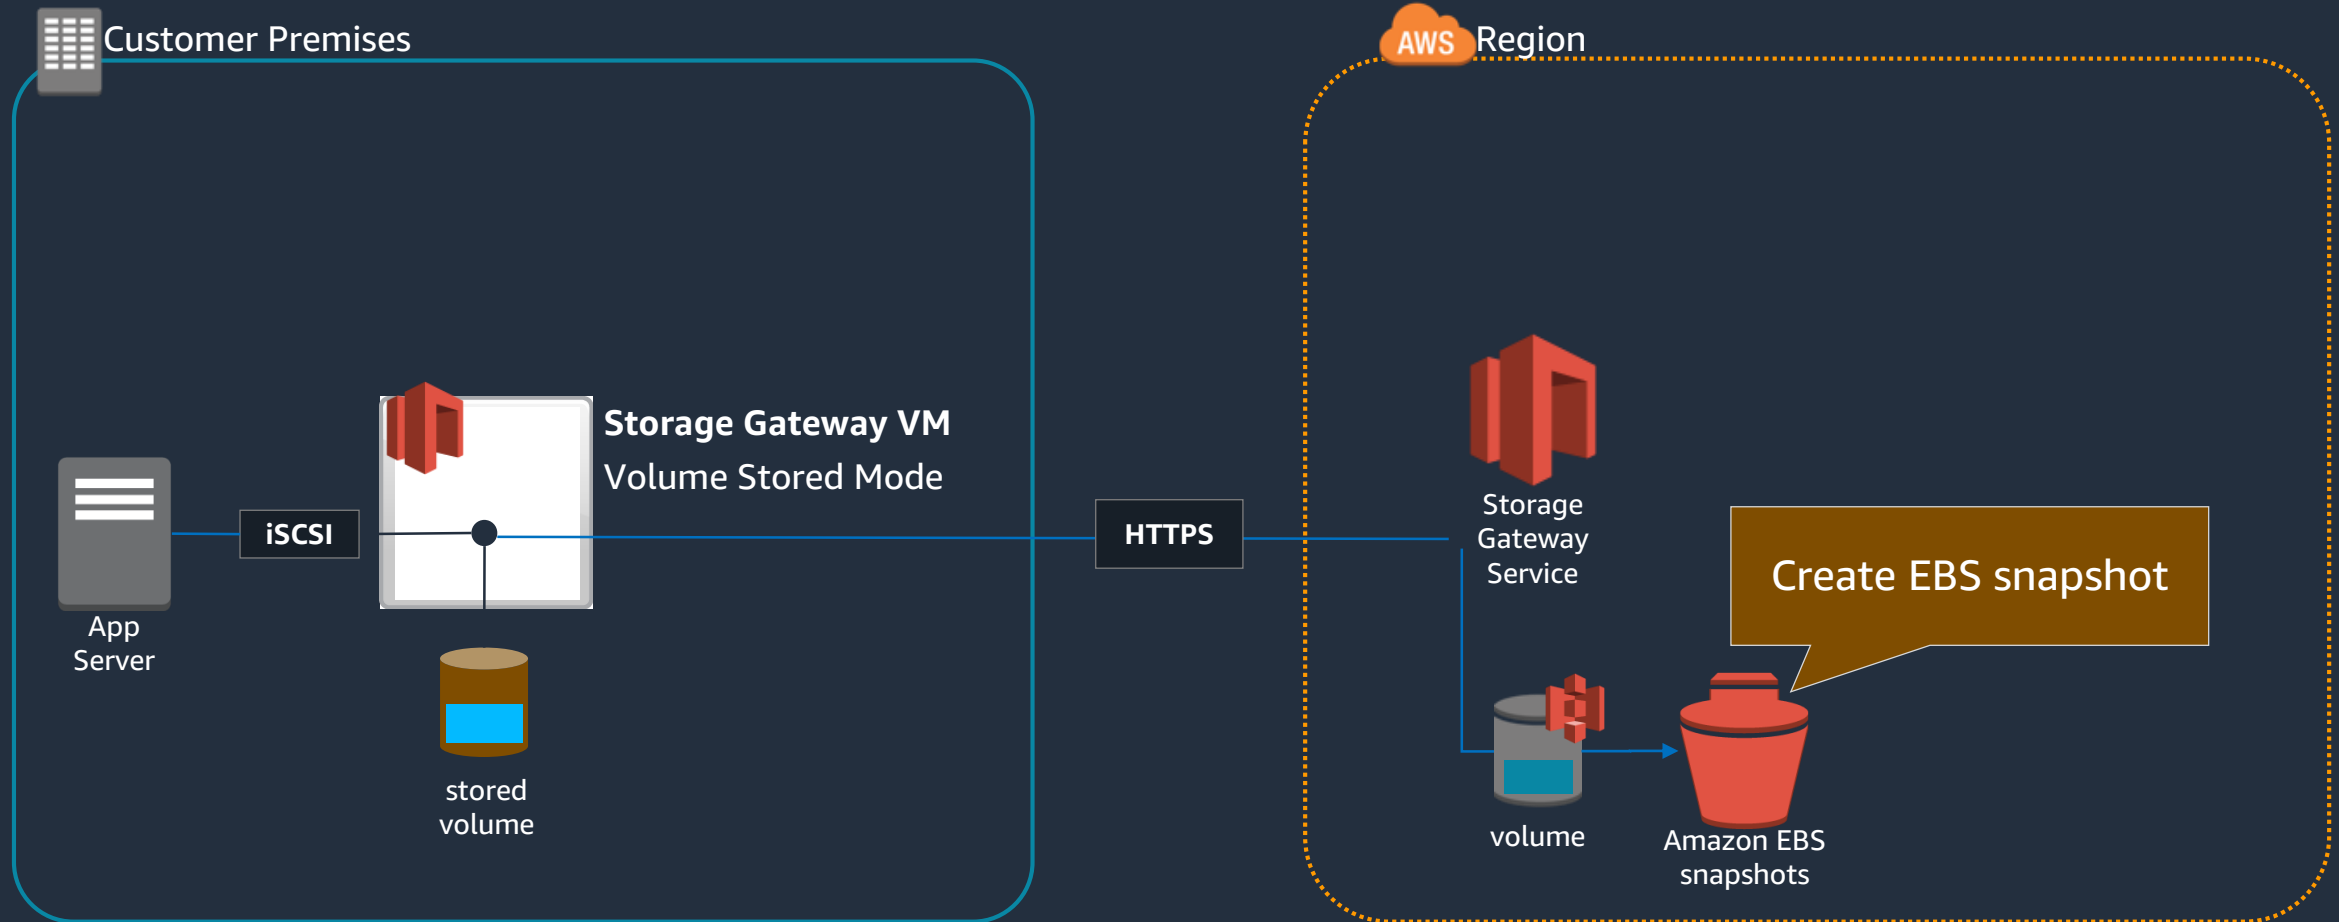 Customer Premises
AWS Region
Storage Gateway VM
Volume Stored Mode
iSCSI
HTTPS
App
Server
stored
volume
Storage
Gateway
Service
Create EBS snapshot
volume
Amazon EBS
snapshots